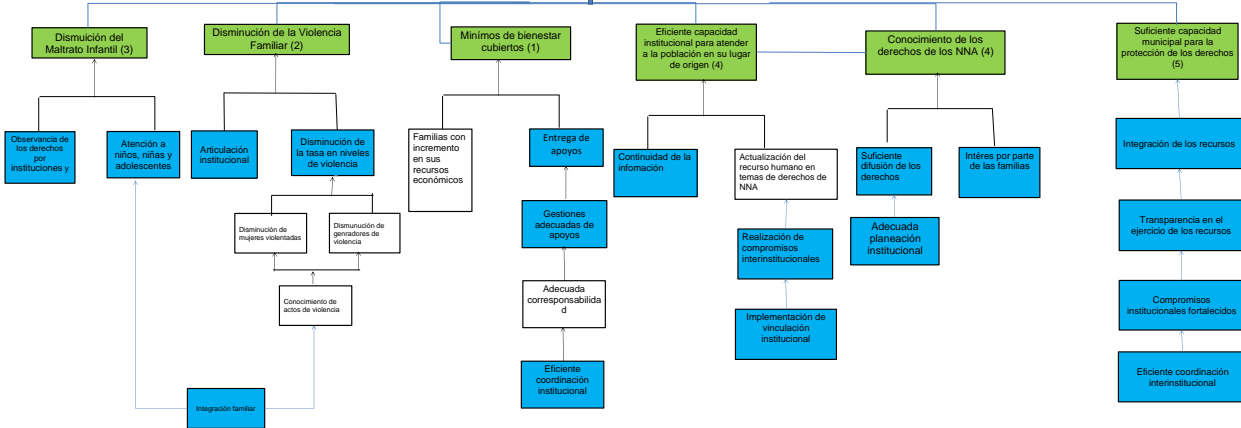 Dismuición del
Maltrato Infantil (3)
Disminución de la Violencia
Familiar (2)
Minímos de bienestar
cubiertos (1)
Eficiente capacidad
institucional para atender
a la población en su lugar
de origen (4)
Conocimiento de los
derechos de los NNA (4)
Suficiente capacidad
municipal para la
protección de los derechos
(5)
Observancia de
los derechos
por
instituciones y
Atención a
niños, niñas y
adolescentes
Articulación
institucional
Disminución de
la tasa en niveles
de violencia
Familias con
incremento en
sus recursos
económicos
Entrega de
apoyos
Continuidad de la
infomación
Actualización del
recurso humano en
temas de derechos de
NNA
Suficiente
difusión de los
derechos
Intéres por parte
de las familias
Integración de los recursos
Disminución de
mujeres violentadas
Dismunución de
genradores de
violencia
Gestiones
adecuadas de
apoyos
Realización de
compromisos
interinstitucionales
Adecuada
planeación
institucional
Transparencia en el
ejercicio de los recursos
Conocimiento de
actos de violencia
Adecuada
corresponsabilida
d
Implementación de
vinculación
institucional
Compromisos
institucionales fortalecidos
Eficiente
coordinación
institucional
Eficiente coordinación
interinstitucional
Integración familiar